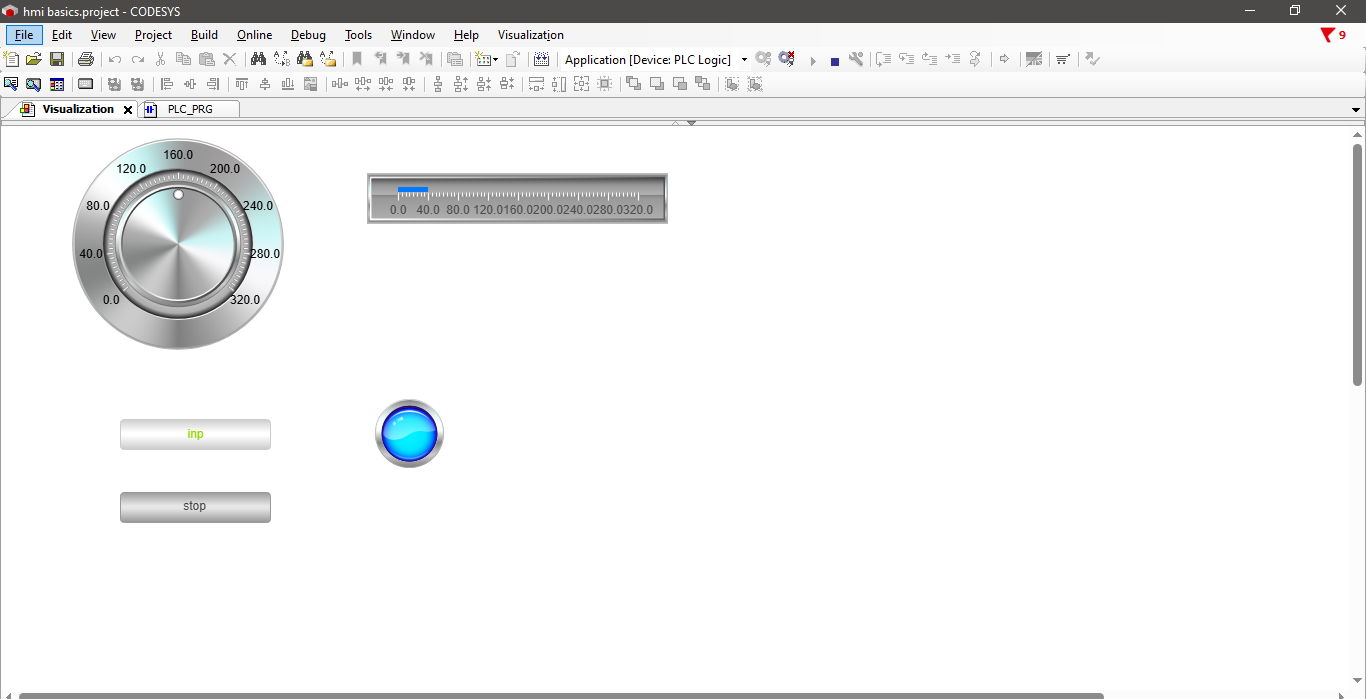 hmi basics.project - CODESYS
File Edit View Project Build Online Debug Tools Window Help Visualization 9
Application [Device: PLC Logic]
Visualization PLC_PRG
160.0
120.0 200.0
80.0 240.0
40.0 280.0
0.0 320.0
0.0 40.0 80.0 120.0160.0200.0240.0280.0320.0
inp
stop